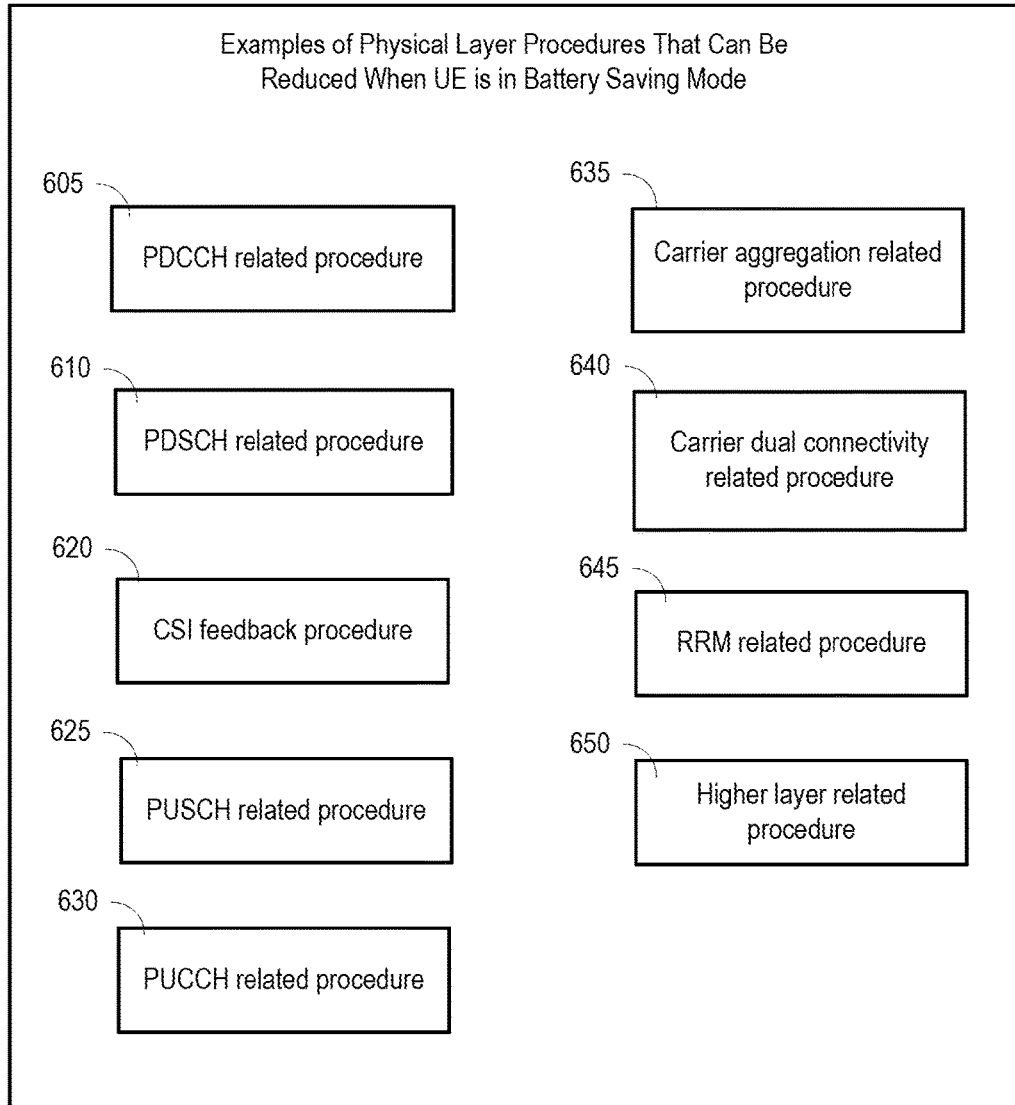 Examples of Physical Layer Procedures That Can Be
Reduced When UE is in Battery Saving Mode
605
PDCCH related procedure
610
PDSCH related procedure
620
CSI feedback procedure
625
PUSCH related procedure
630
PUCCH related procedure
635
Carrier aggregation related
procedure
640
Carrier dual connectivity
related procedure
645
RRM related procedure
650
Higher layer related
procedure